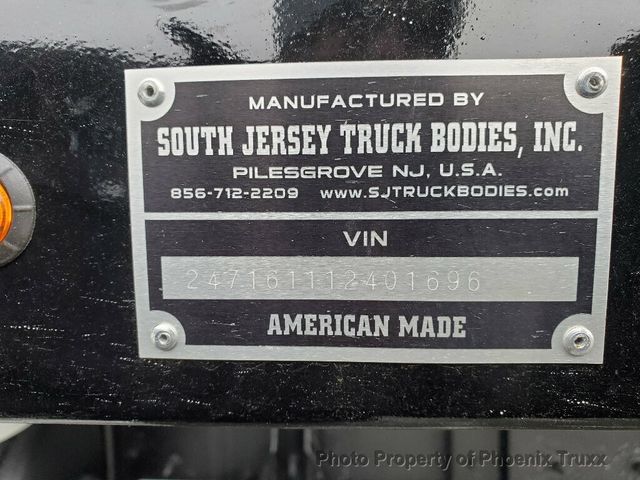 MANUFACTURED BY
SOUTH JERSEY TRUCK BODIES, INC.
PILESGROVE NJ, U.S.A.
856-712-2209 WWW.SJTRUCKBODIES.com
VIN
247161112401696
AMERICAN MADE
Photo Property of Phoenix Truxx